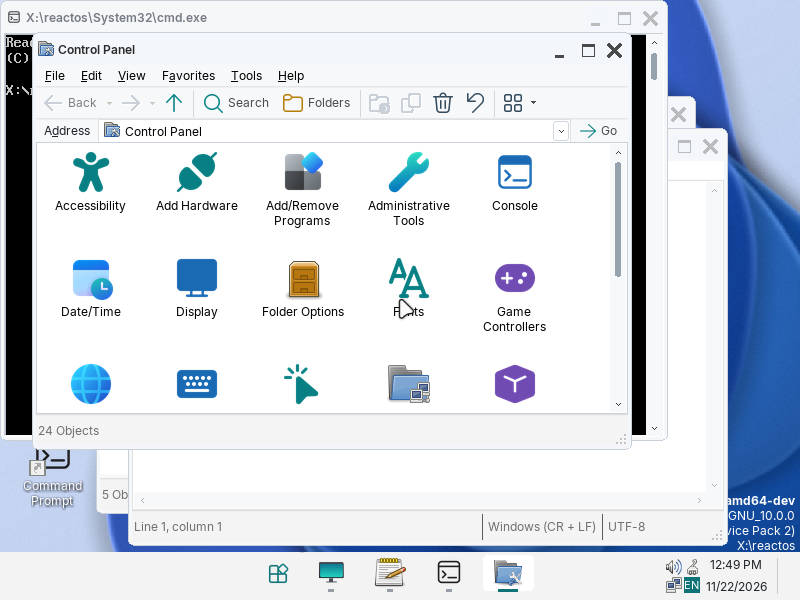 X:\reactos\System32\cmd.exe
(C)
Control Panel
File Edit View Favorites Tools Help
Back Search Folders
Address Control Panel Go
Accessibility
Add Hardware
Add/Remove
Programs
Administrative
Tools
Console
Date/Time
Display
Folder Options
Game
Controllers
24 Objects
Command
Prompt
Line 1, column 1
Windows (CR + LF)
UTF-8
amd64-dev
GNU_10.0.0
Pack 2)
X:\reactos
EN
12:49 PM
11/22/2026